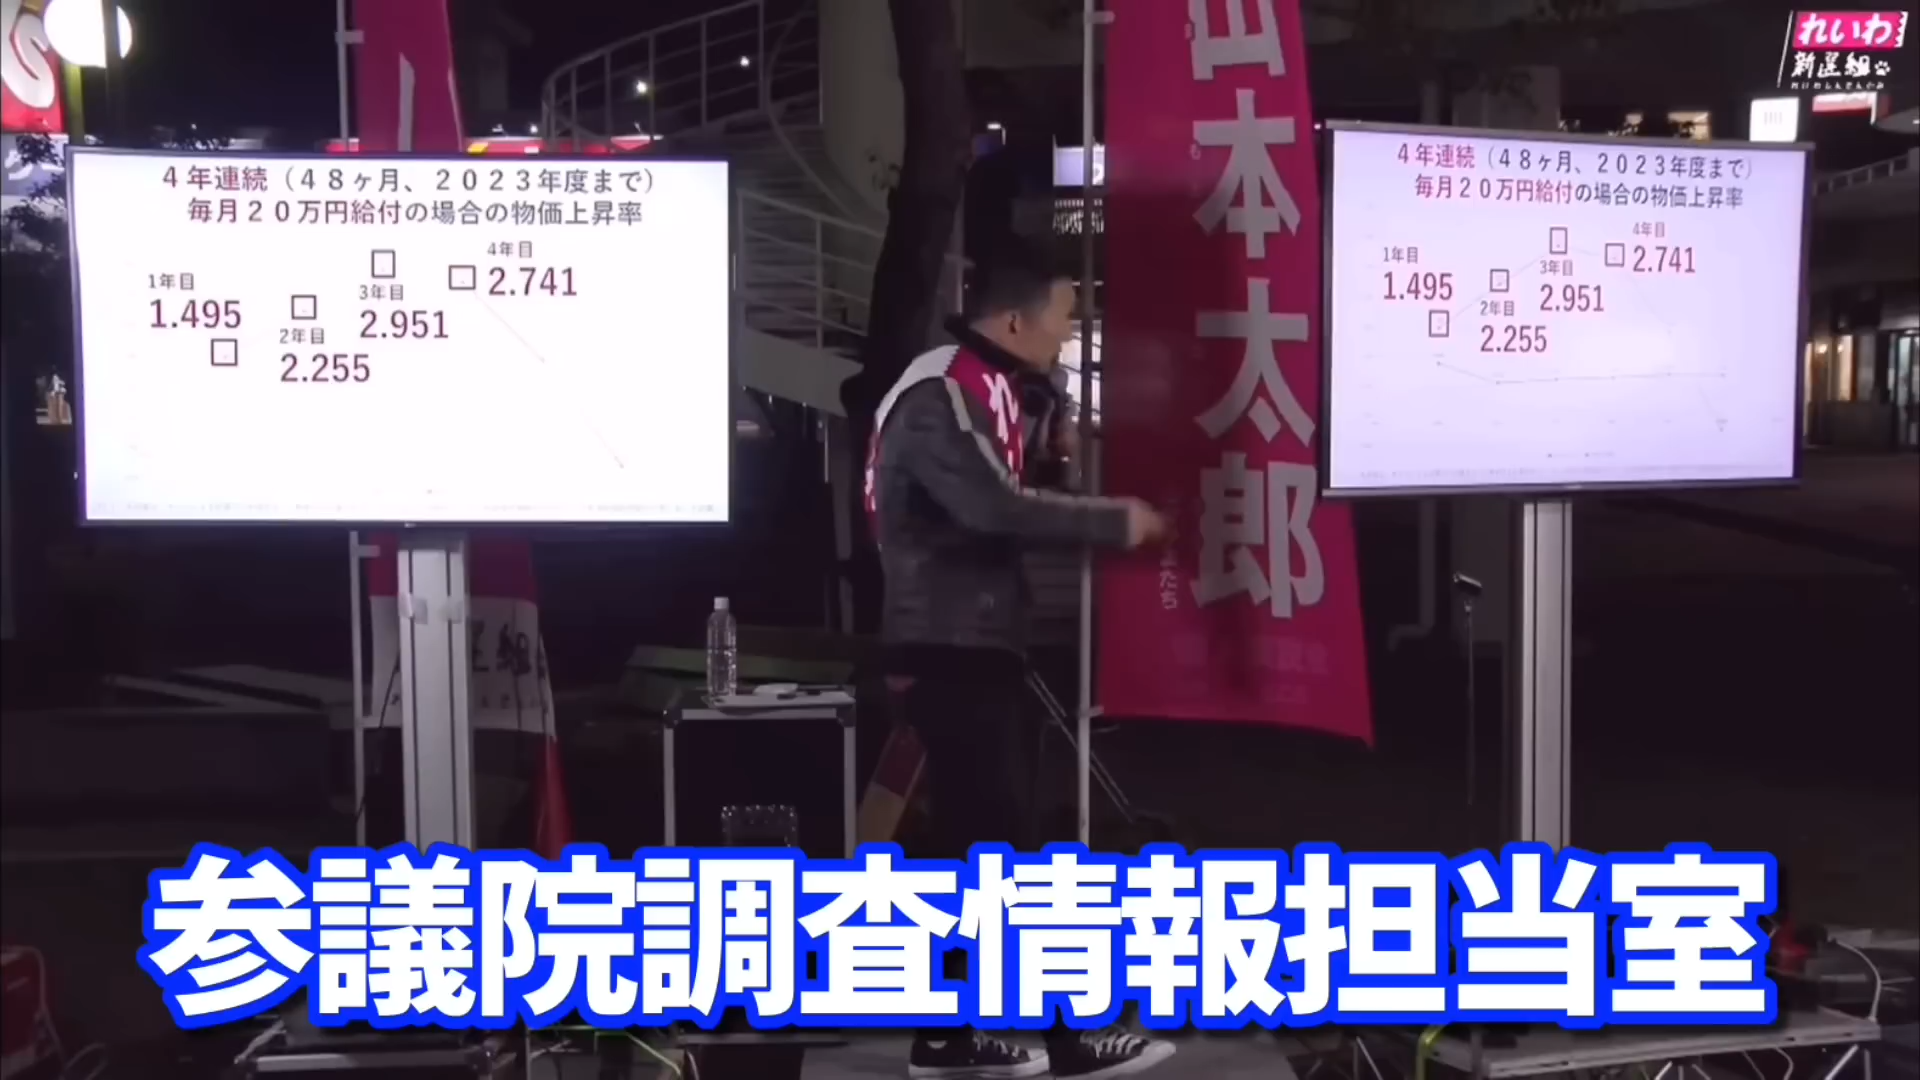 れいわ
新選組
４年連続（４８ヶ月、２０２３年度まで）
毎月２０万円給付の場合の物価上昇率
1年目
1.495
2年目
2.255
3年目
2.951
4年目
2.741
山本太郎
４年連続（４８ヶ月、２０２３年度まで）
毎月２０万円給付の場合の物価上昇率
1年目
1.495
2年目
2.255
3年目
2.951
4年目
2.741
れ
参議院調査情報担当室